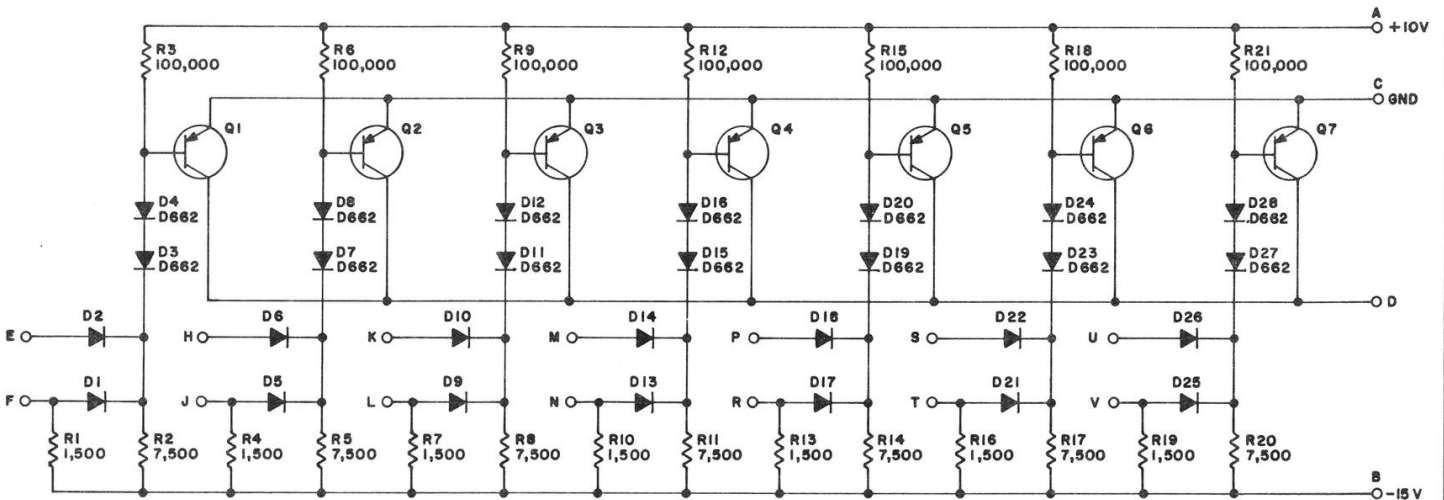 A
+10V
R3
100,000
R6
100,000
R9
100,000
R12
100,000
R15
100,000
R18
100,000
R21
100,000
C
GND
Q1
Q2
Q3
Q4
Q5
Q6
Q7
D4
D662
D8
D662
D12
D662
D16
D662
D20
D662
D24
D662
D28
D662
D3
D662
D7
D662
D11
D662
D15
D662
D19
D662
D23
D662
D27
D662
D
E
D2
H
D6
K
D10
M
D14
P
D18
S
D22
U
D26
F
D1
J
D5
L
D9
N
D13
R
D17
T
D21
V
D25
R1
1,500
R2
7,500
R4
1,500
R5
7,500
R7
1,500
R8
7,500
R10
1,500
R11
7,500
R13
1,500
R14
7,500
R16
1,500
R17
7,500
R19
1,500
R20
7,500
B
-15V